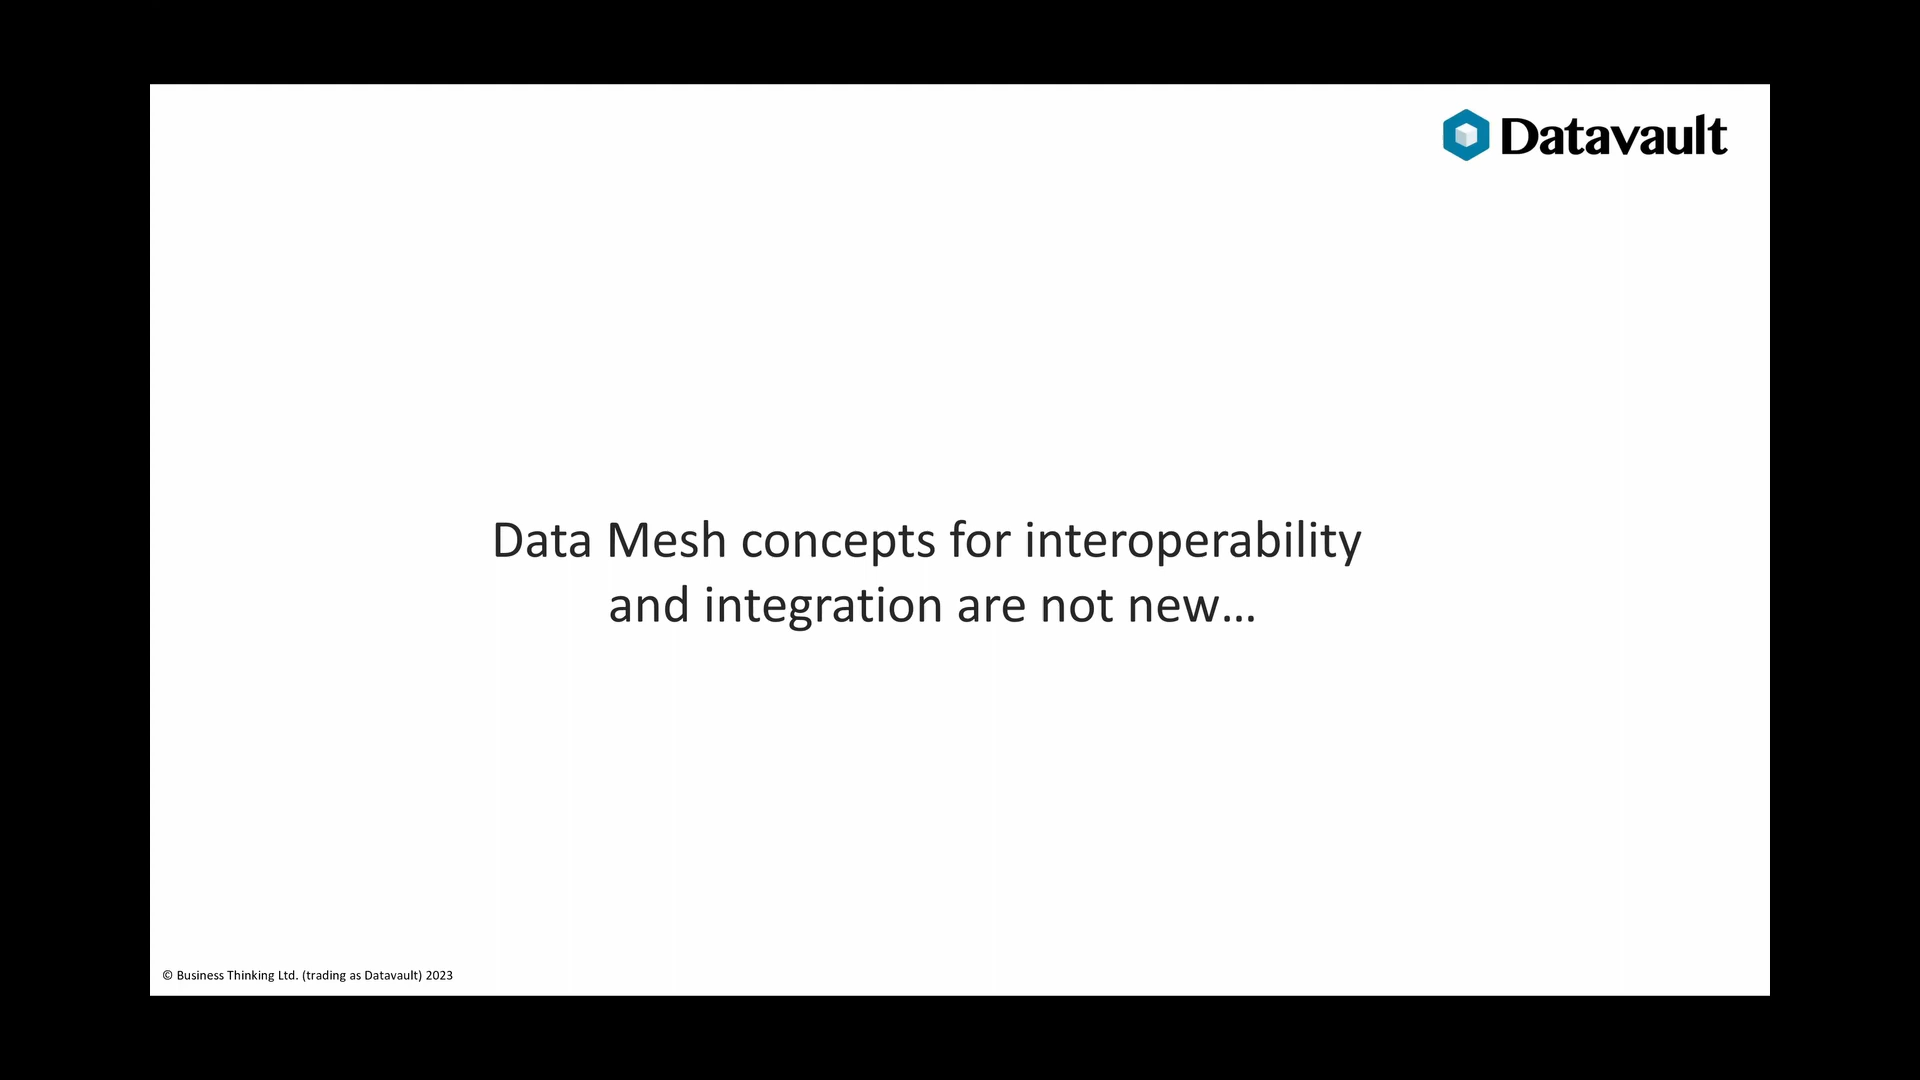 Datavault
Data Mesh concepts for interoperability
and integration are not new...
© Business Thinking Ltd. (trading as Datavault) 2023